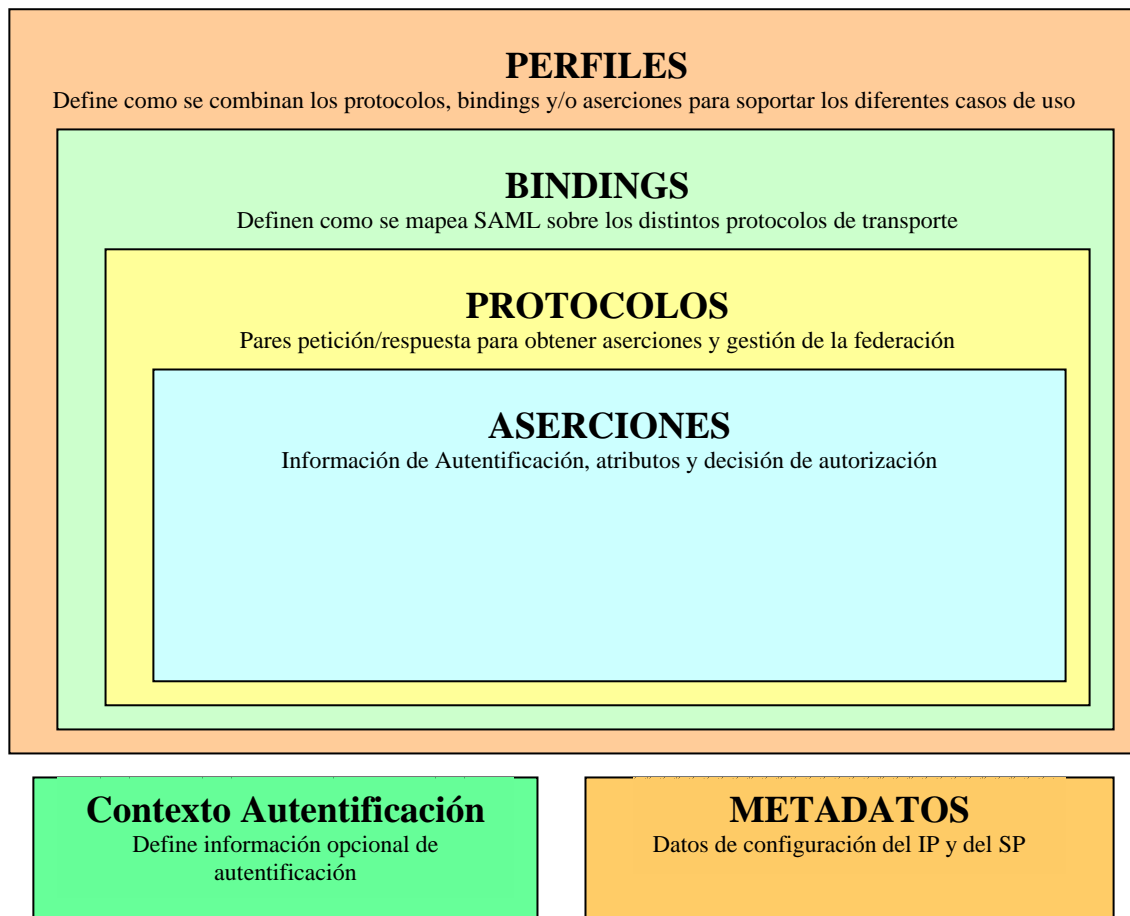 PERFILES
Define como se combinan los protocolos, bindings y/o aserciones para soportar los diferentes casos de uso
BINDINGS
Definen como se mapea SAML sobre los distintos protocolos de transporte
PROTOCOLOS
Pares petición/respuesta para obtener aserciones y gestión de la federación
ASERCIONES
Información de Autentificación, atributos y decisión de autorización
Contexto Autentificación
Define información opcional de
autentificación
METADATOS
Datos de configuración del IP y del SP